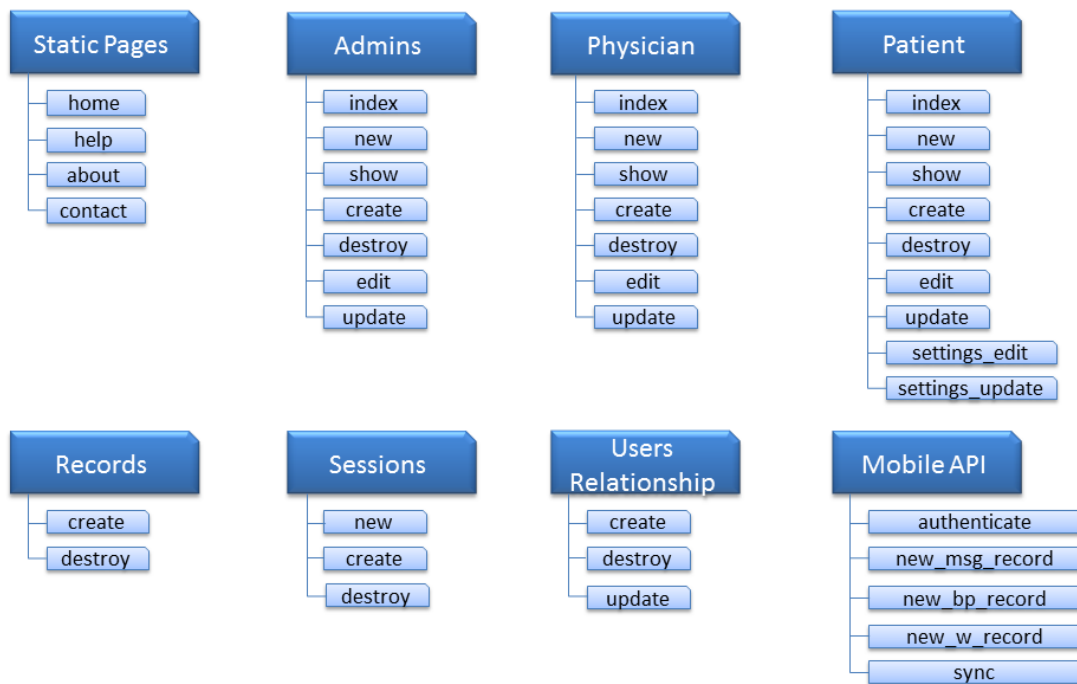 Static Pages
home
help
about
contact
Admins
index
new
show
create
destroy
edit
update
Physician
index
new
show
create
destroy
edit
update
Patient
index
new
show
create
destroy
edit
update
settings_edit
settings_update
Records
create
destroy
Sessions
new
create
destroy
Users
Relationship
create
destroy
update
Mobile API
authenticate
new_msg_record
new_bp_record
new_w_record
sync